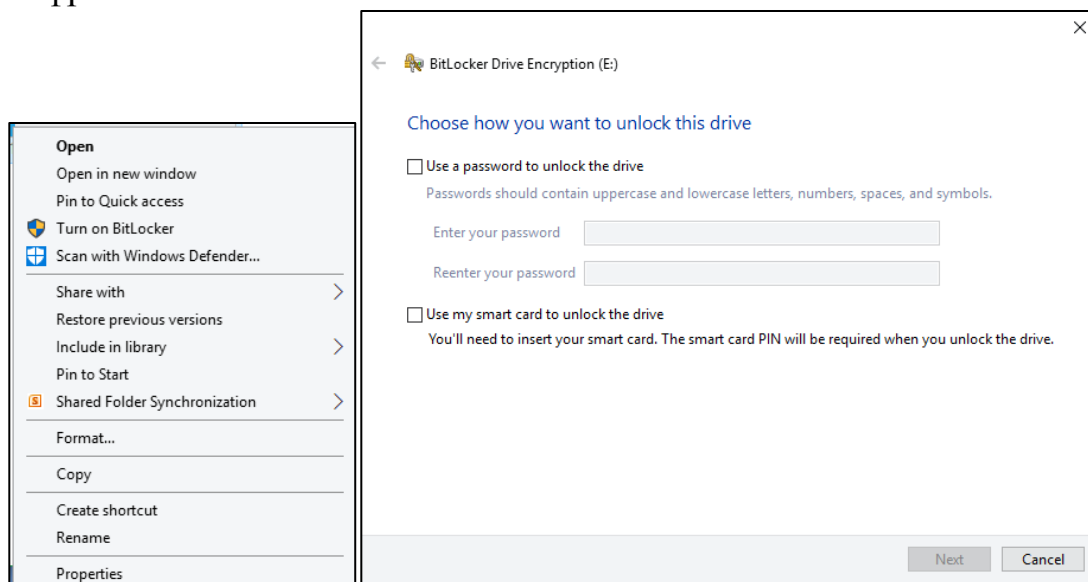 Open
Open in new window
Pin to Quick access
Turn on BitLocker
Scan with Windows Defender...
Share with
Restore previous versions
Include in library
Pin to Start
Shared Folder Synchronization
Format...
Copy
Create shortcut
Rename
Properties
BitLocker Drive Encryption (E:)
Choose how you want to unlock this drive
Use a password to unlock the drive
Passwords should contain uppercase and lowercase letters, numbers, spaces, and symbols.
Enter your password
Reenter your password
Use my smart card to unlock the drive
You'll need to insert your smart card. The smart card PIN will be required when you unlock the drive.
Next Cancel